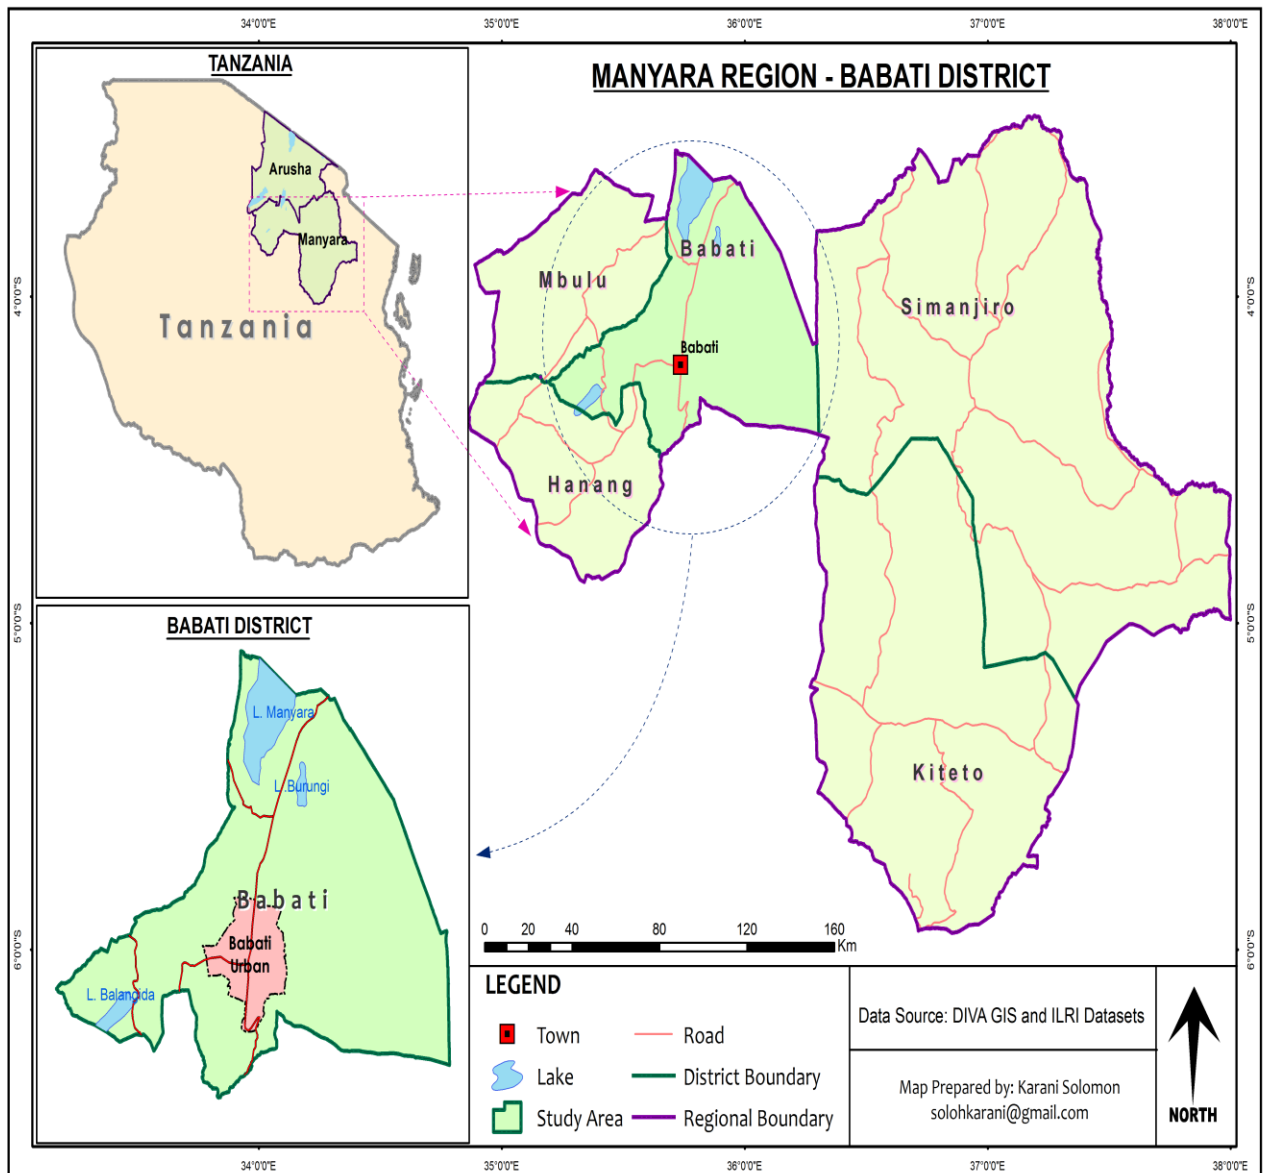 34°0'0"E 35°0'0"E 36°0'0"E 37°0'0"E 38°0'0"E
TANZANIA
Arusha
Manyara
Tanzania
MANYARA REGION - BABATI DISTRICT
Mbulu
Babati
Simanjiro
Babati
Hanang
Kiteto
4°0'0"S
5°0'0"S
6°0'0"S
4°0'0"S
5°0'0"S
6°0'0"S
BABATI DISTRICT
L. Manyara
L. Burungi
Babati
Babati
Urban
L. Balangida
0 20 40 80 120 160
Km
LEGEND
Town
Road
Lake
District Boundary
Study Area
Regional Boundary
Data Source: DIVA GIS and ILRI Datasets
Map Prepared by: Karani Solomon
solohkarani@gmail.com
NORTH
34°0'0"E 35°0'0"E 36°0'0"E 37°0'0"E 38°0'0"E